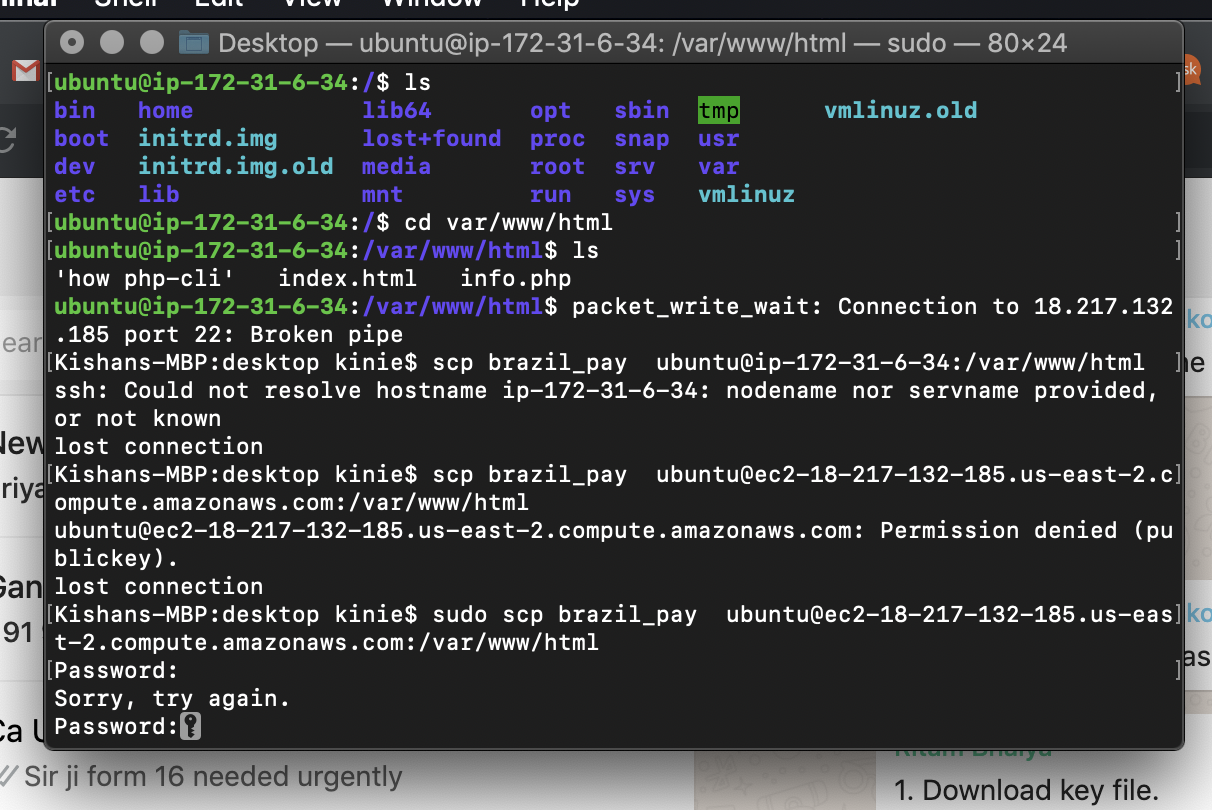 Shell Edit View Window Help
Desktop — ubuntu@ip-172-31-6-34: /var/www/html — sudo — 80×24
[ubuntu@ip-172-31-6-34:/$ ls ]
bin home lib64 opt sbin tmp vmlinuz.old
boot initrd.img lost+found proc snap usr
dev initrd.img.old media root srv var
etc lib mnt run sys vmlinuz
[ubuntu@ip-172-31-6-34:/$ cd var/www/html ]
[ubuntu@ip-172-31-6-34:/var/www/html$ ls ]
'how php-cli' index.html info.php
ubuntu@ip-172-31-6-34:/var/www/html$ packet_write_wait: Connection to 18.217.132
.185 port 22: Broken pipe
[Kishans-MBP:desktop kinie$ scp brazil_pay ubuntu@ip-172-31-6-34:/var/www/html ]
ssh: Could not resolve hostname ip-172-31-6-34: nodename nor servname provided,
or not known
lost connection
[Kishans-MBP:desktop kinie$ scp brazil_pay ubuntu@ec2-18-217-132-185.us-east-2.c]
ompute.amazonaws.com:/var/www/html
ubuntu@ec2-18-217-132-185.us-east-2.compute.amazonaws.com: Permission denied (pu
blickey).
lost connection
[Kishans-MBP:desktop kinie$ sudo scp brazil_pay ubuntu@ec2-18-217-132-185.us-eas]
t-2.compute.amazonaws.com:/var/www/html
[Password: ]
Sorry, try again.
Password:
Sir ji form 16 needed urgently
1. Download key file.